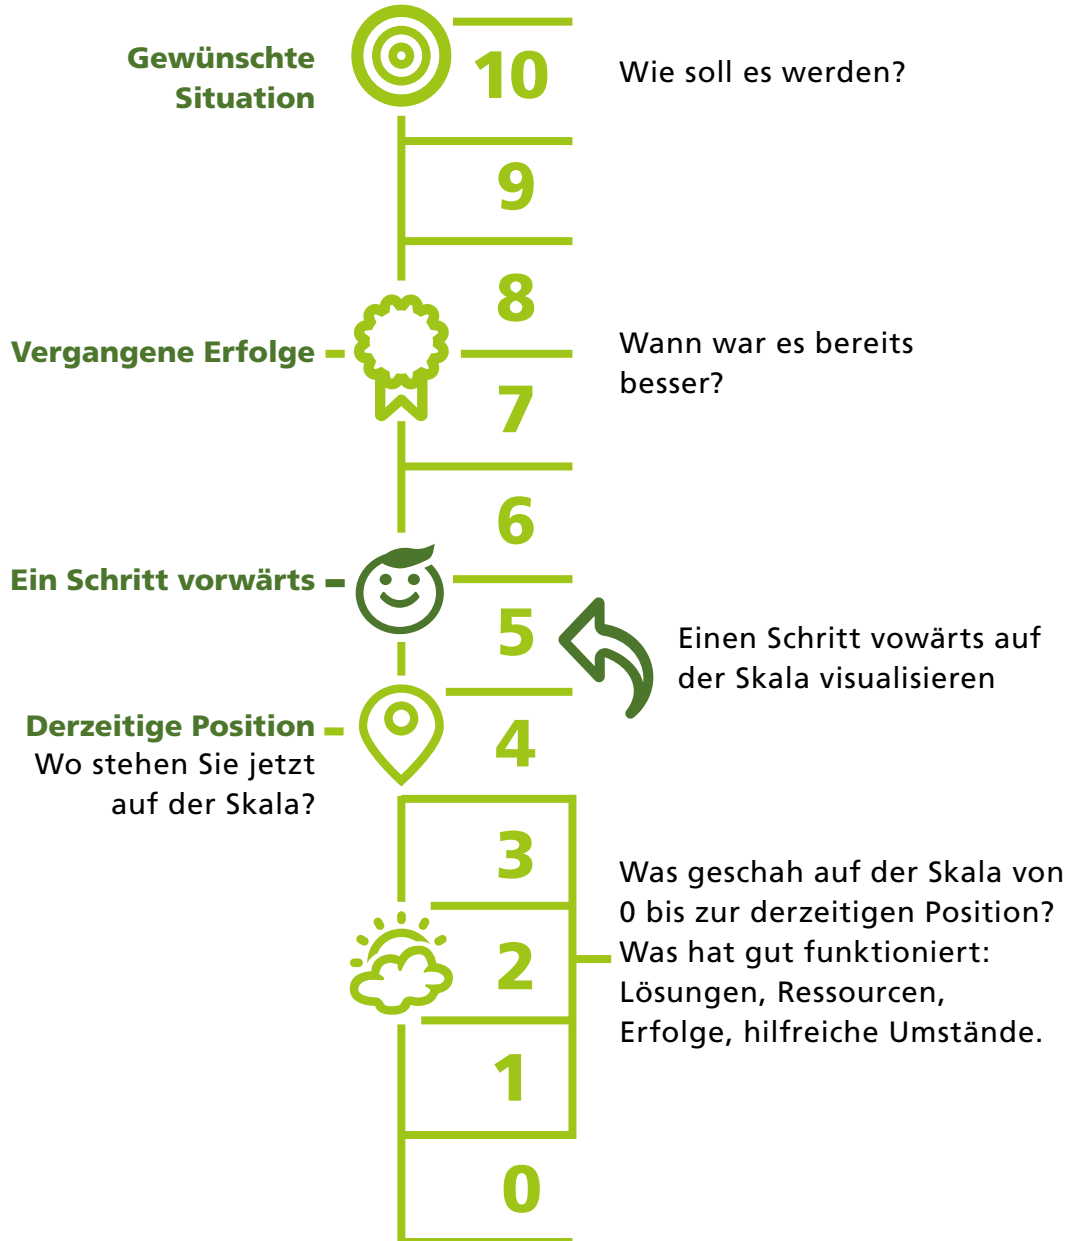 Gewünschte
Situation
10
Wie soll es werden?
9
8
Vergangene Erfolge
Wann war es bereits
besser?
7
6
Ein Schritt vorwärts
5
Einen Schritt vowärts auf
der Skala visualisieren
Derzeitige Position
Wo stehen Sie jetzt
auf der Skala?
4
3
Was geschah auf der Skala von
0 bis zur derzeitigen Position?
Was hat gut funktioniert:
Lösungen, Ressourcen,
Erfolge, hilfreiche Umstände.
2
1
0